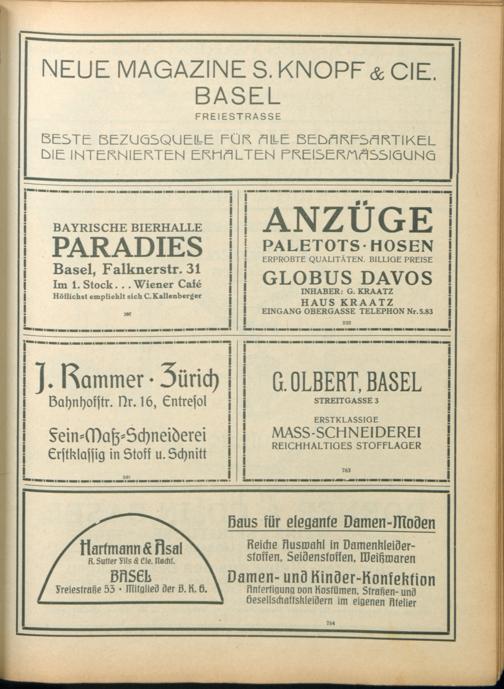 NEUE MAGAZINE S. KNOPF & CIE.
BASEL
FREIESTRASSE
BESTE BEZUGSQUELLE FÜR ALLE BEDARFSARTIKEL
DIE INTERNIERTEN ERHALTEN PREISERMÄSSIGUNG
BAYRISCHE BIERHALLE
PARADIES
Basel, Falknerstr. 31
Im 1. Stock... Wiener Café
Höflichst empfiehlt sich C. Kallenberger
ANZÜGE
PALETOTS · HOSEN
ERPROBTE QUALITÄTEN. BILLIGE PREISE
GLOBUS DAVOS
INHABER: G. KRAATZ
HAUS KRAATZ
EINGANG OBERGASSE TELEPHON Nr. 5.83
J. Rammer · Zürich
Bahnhofstr. Nr. 16, Entresol
Fein-Maß-Schneiderei
Erstklassig in Stoff u. Schnitt
G. OLBERT, BASEL
STREITGASSE 3
ERSTKLASSIGE
MASS-SCHNEIDEREI
REICHHALTIGES STOFFLAGER
763
Hartmann & Asal
A. Sutter Fils & Cie. Nachf.
BASEL
Freiestraße 53 · Mitglied der B. K. G.
Haus für elegante Damen-Moden
Reiche Auswahl in Damenkleider-
stoffen, Seidenstoffen, Weißwaren
Damen- und Kinder-Konfektion
Anfertigung von Kostümen, Straßen- und
Gesellschaftskleidern im eigenen Atelier
764